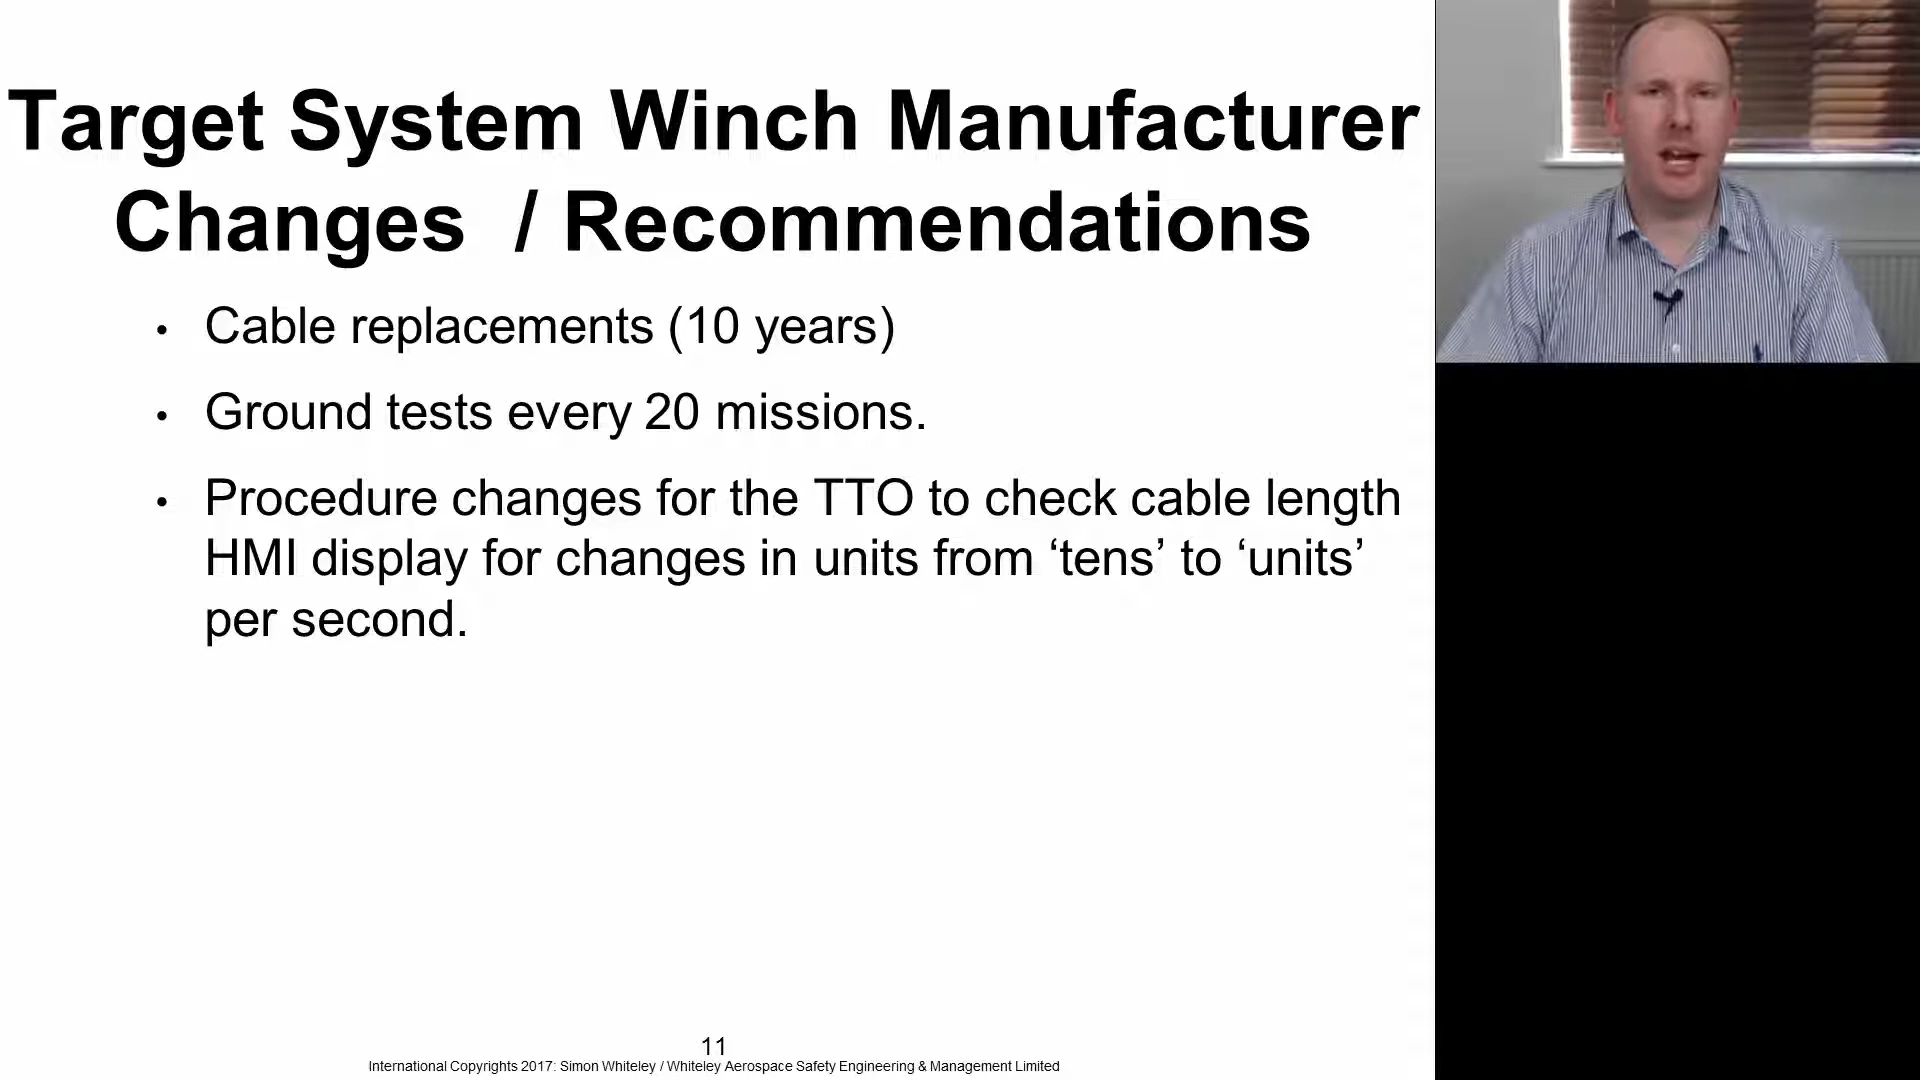 Target System Winch Manufacturer
Changes / Recommendations
• Cable replacements (10 years)
• Ground tests every 20 missions.
• Procedure changes for the TTO to check cable length
HMI display for changes in units from ‘tens’ to ‘units’
per second.
11
International Copyrights 2017: Simon Whiteley / Whiteley Aerospace Safety Engineering & Management Limited